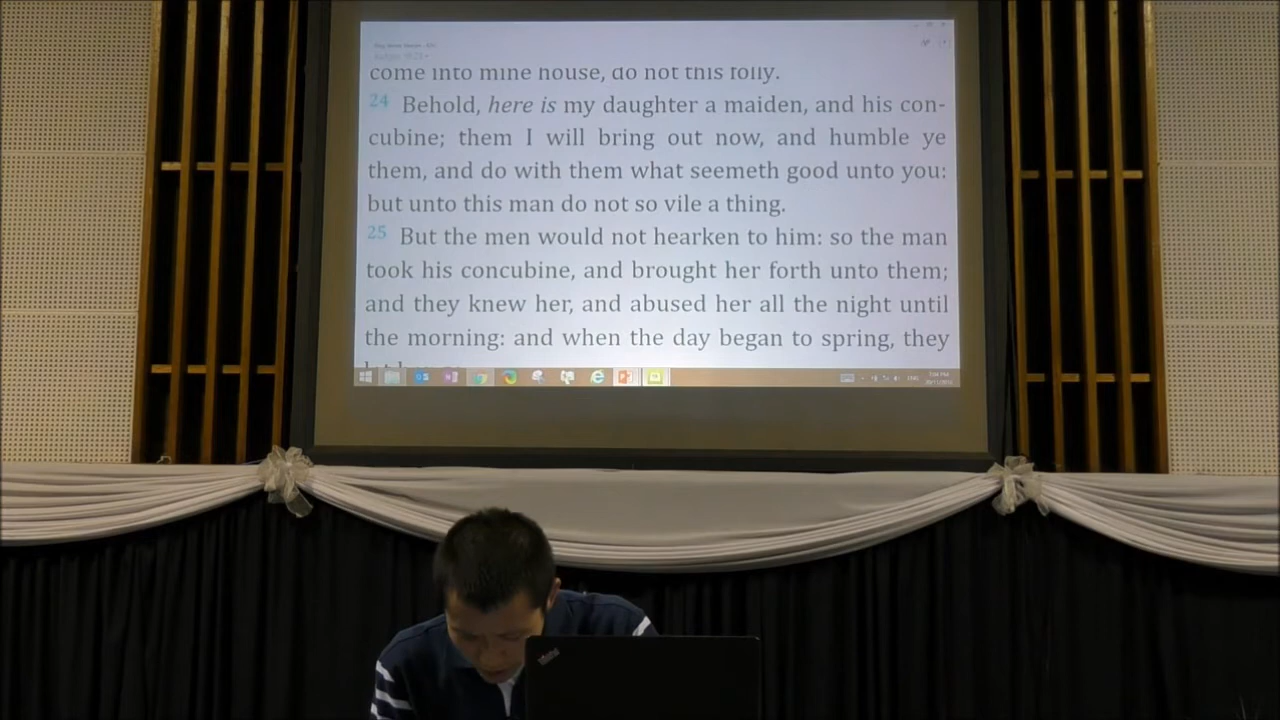 come into mine house, do not this folly.
24 Behold, here is my daughter a maiden, and his con-
cubine; them I will bring out now, and humble ye
them, and do with them what seemeth good unto you:
but unto this man do not so vile a thing.
25 But the men would not hearken to him: so the man
took his concubine, and brought her forth unto them;
and they knew her, and abused her all the night until
the morning: and when the day began to spring, they
ENG
ThinkPad